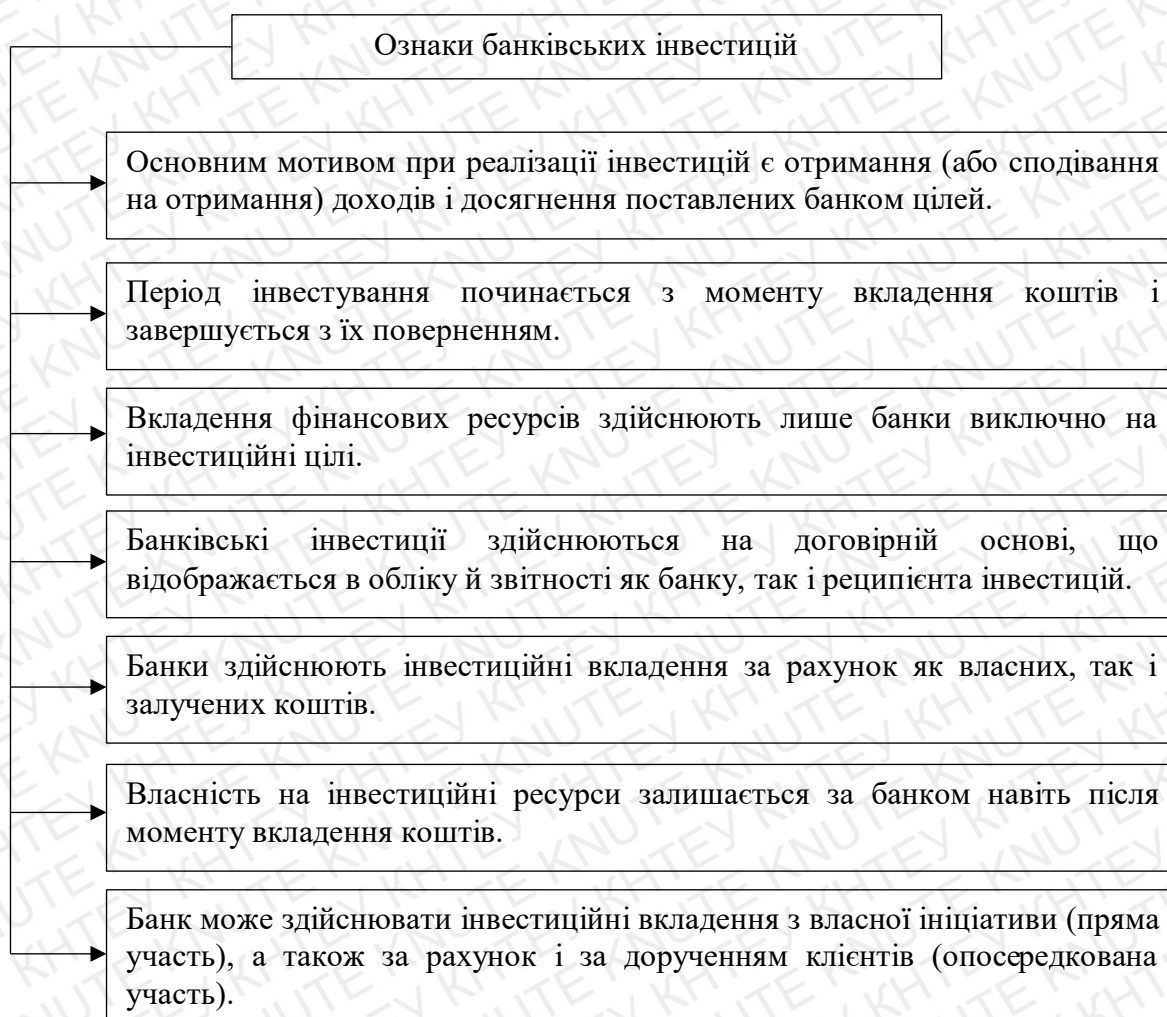 Ознаки банківських інвестицій
Основним мотивом при реалізації інвестицій є отримання (або сподівання
на отримання) доходів і досягнення поставлених банком цілей.
Період інвестування починається з моменту вкладення коштів і
завершується з їх поверненням.
Вкладення фінансових ресурсів здійснюють лише банки виключно на
інвестиційні цілі.
Банківські інвестиції здійснюються на договірній основі, що
відображається в обліку й звітності як банку, так і реципієнта інвестицій.
Банки здійснюють інвестиційні вкладення за рахунок як власних, так і
залучених коштів.
Власність на інвестиційні ресурси залишається за банком навіть після
моменту вкладення коштів.
Банк може здійснювати інвестиційні вкладення з власної ініціативи (пряма
участь), а також за рахунок і за дорученням клієнтів (опосередкована
участь).